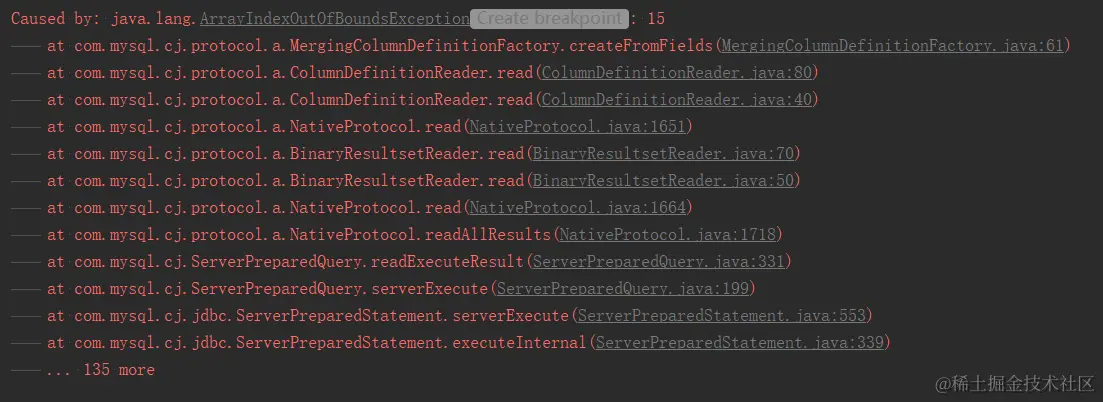 Caused by: java.lang.ArrayIndexOutOfBoundsException Create breakpoint : 15
at com.mysql.cj.protocol.a.MergingColumnDefinitionFactory.createFromFields(MergingColumnDefinitionFactory.java:61)
at com.mysql.cj.protocol.a.ColumnDefinitionReader.read(ColumnDefinitionReader.java:80)
at com.mysql.cj.protocol.a.ColumnDefinitionReader.read(ColumnDefinitionReader.java:40)
at com.mysql.cj.protocol.a.NativeProtocol.read(NativeProtocol.java:1651)
at com.mysql.cj.protocol.a.BinaryResultsetReader.read(BinaryResultsetReader.java:70)
at com.mysql.cj.protocol.a.BinaryResultsetReader.read(BinaryResultsetReader.java:50)
at com.mysql.cj.protocol.a.NativeProtocol.read(NativeProtocol.java:1664)
at com.mysql.cj.protocol.a.NativeProtocol.readAllResults(NativeProtocol.java:1718)
at com.mysql.cj.ServerPreparedQuery.readExecuteResult(ServerPreparedQuery.java:331)
at com.mysql.cj.ServerPreparedQuery.serverExecute(ServerPreparedQuery.java:199)
at com.mysql.cj.jdbc.ServerPreparedStatement.serverExecute(ServerPreparedStatement.java:553)
at com.mysql.cj.jdbc.ServerPreparedStatement.executeInternal(ServerPreparedStatement.java:339)
... 135 more
@稀土掘金技术社区